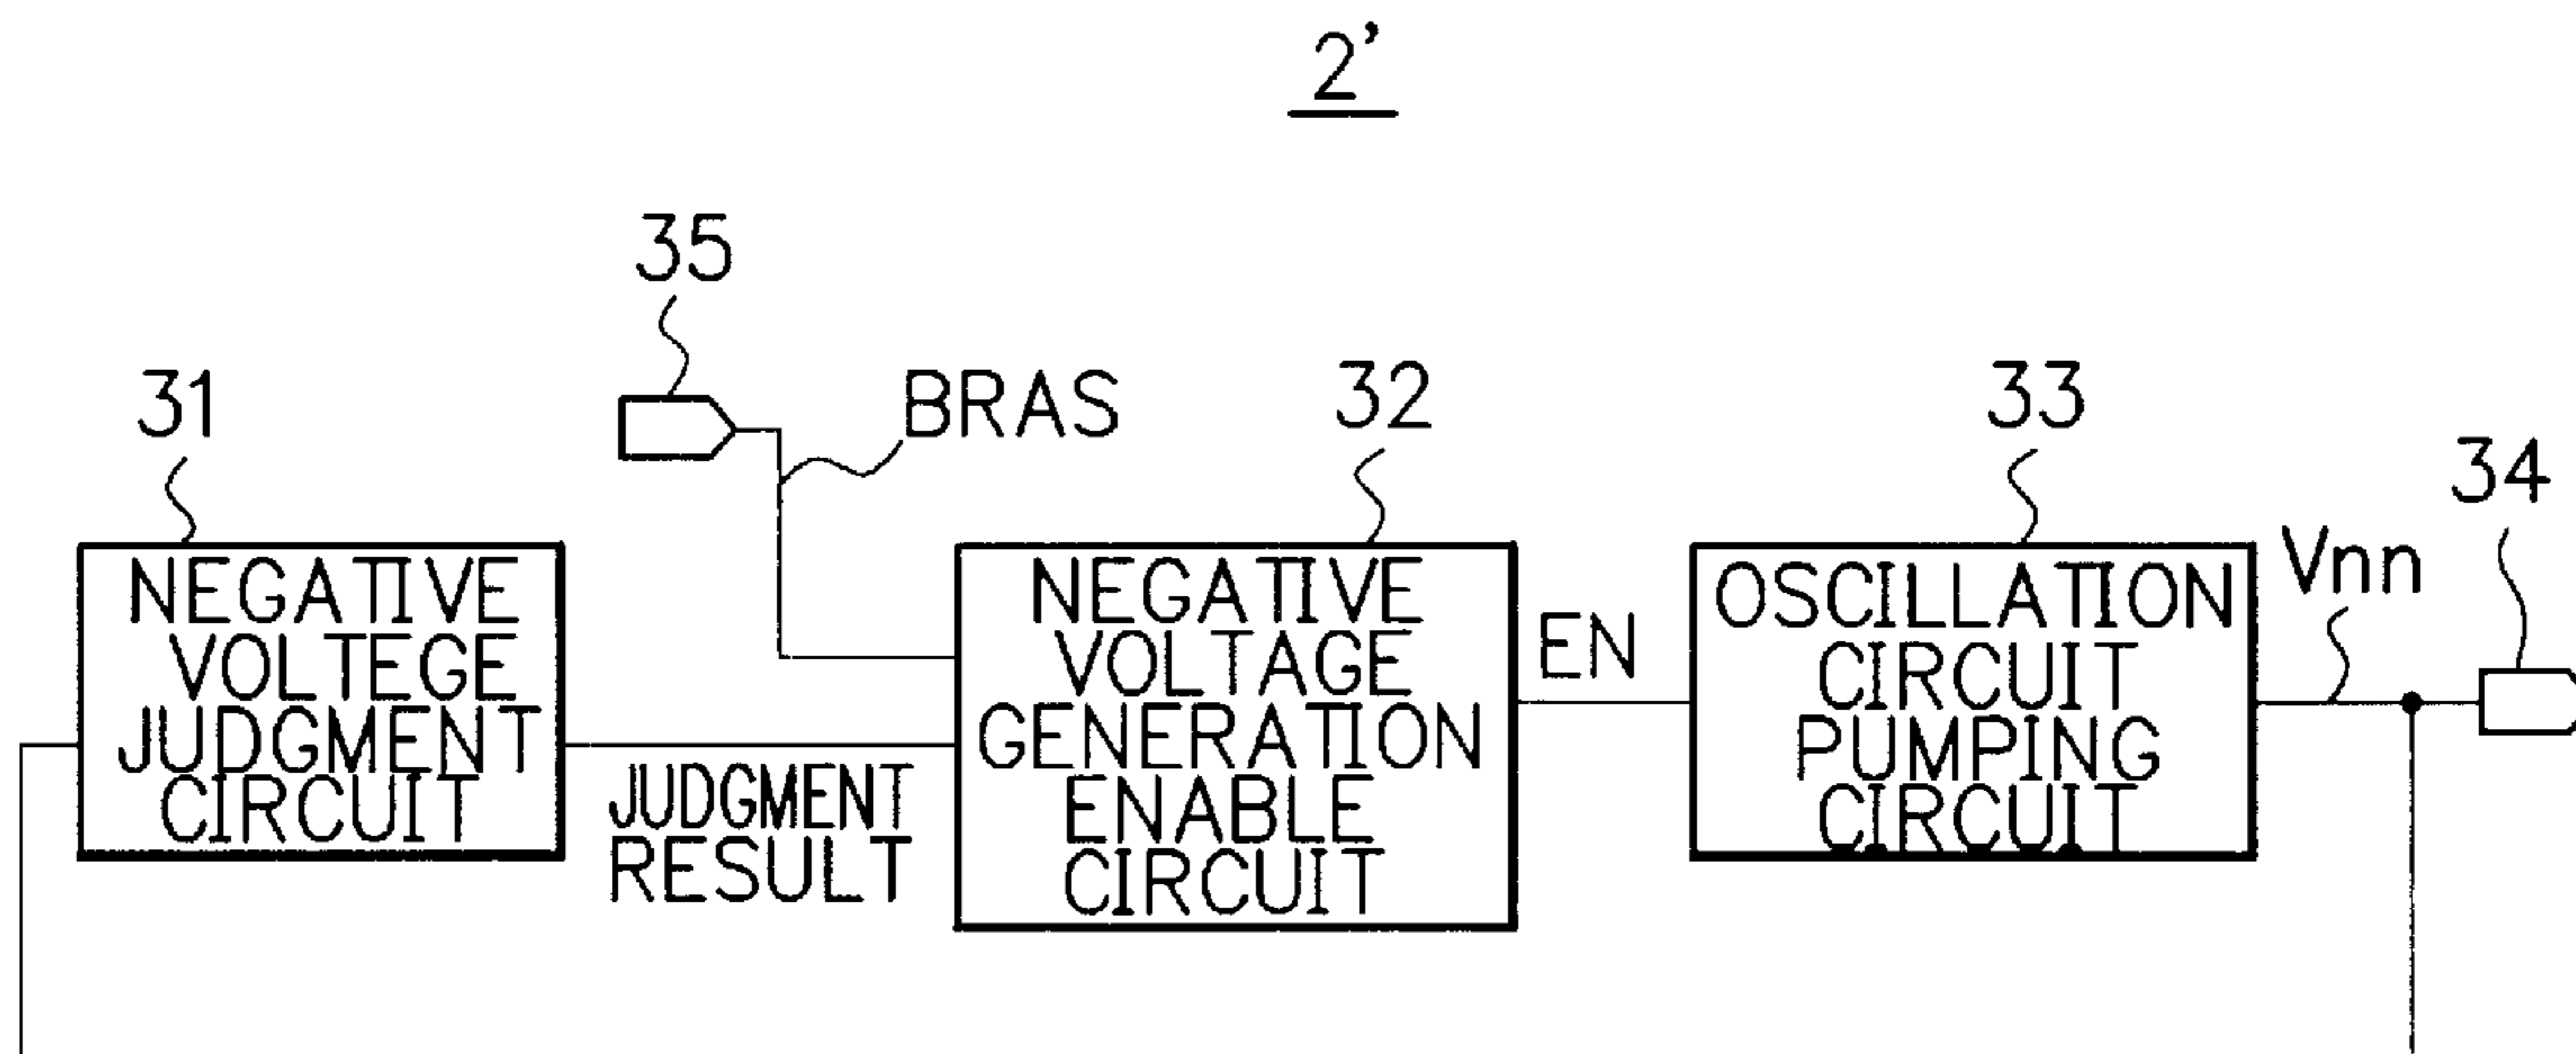 2’
35
BRAS
31
32
33
34
NEGATIVE
VOLTEGE
JUDGMENT
CIRCUIT
JUDGMENT
RESULT
NEGATIVE
VOLTAGE
GENERATION
ENABLE
CIRCUIT
EN
OSCILLATION
CIRCUIT
PUMPING
CIRCUIT
Vnn